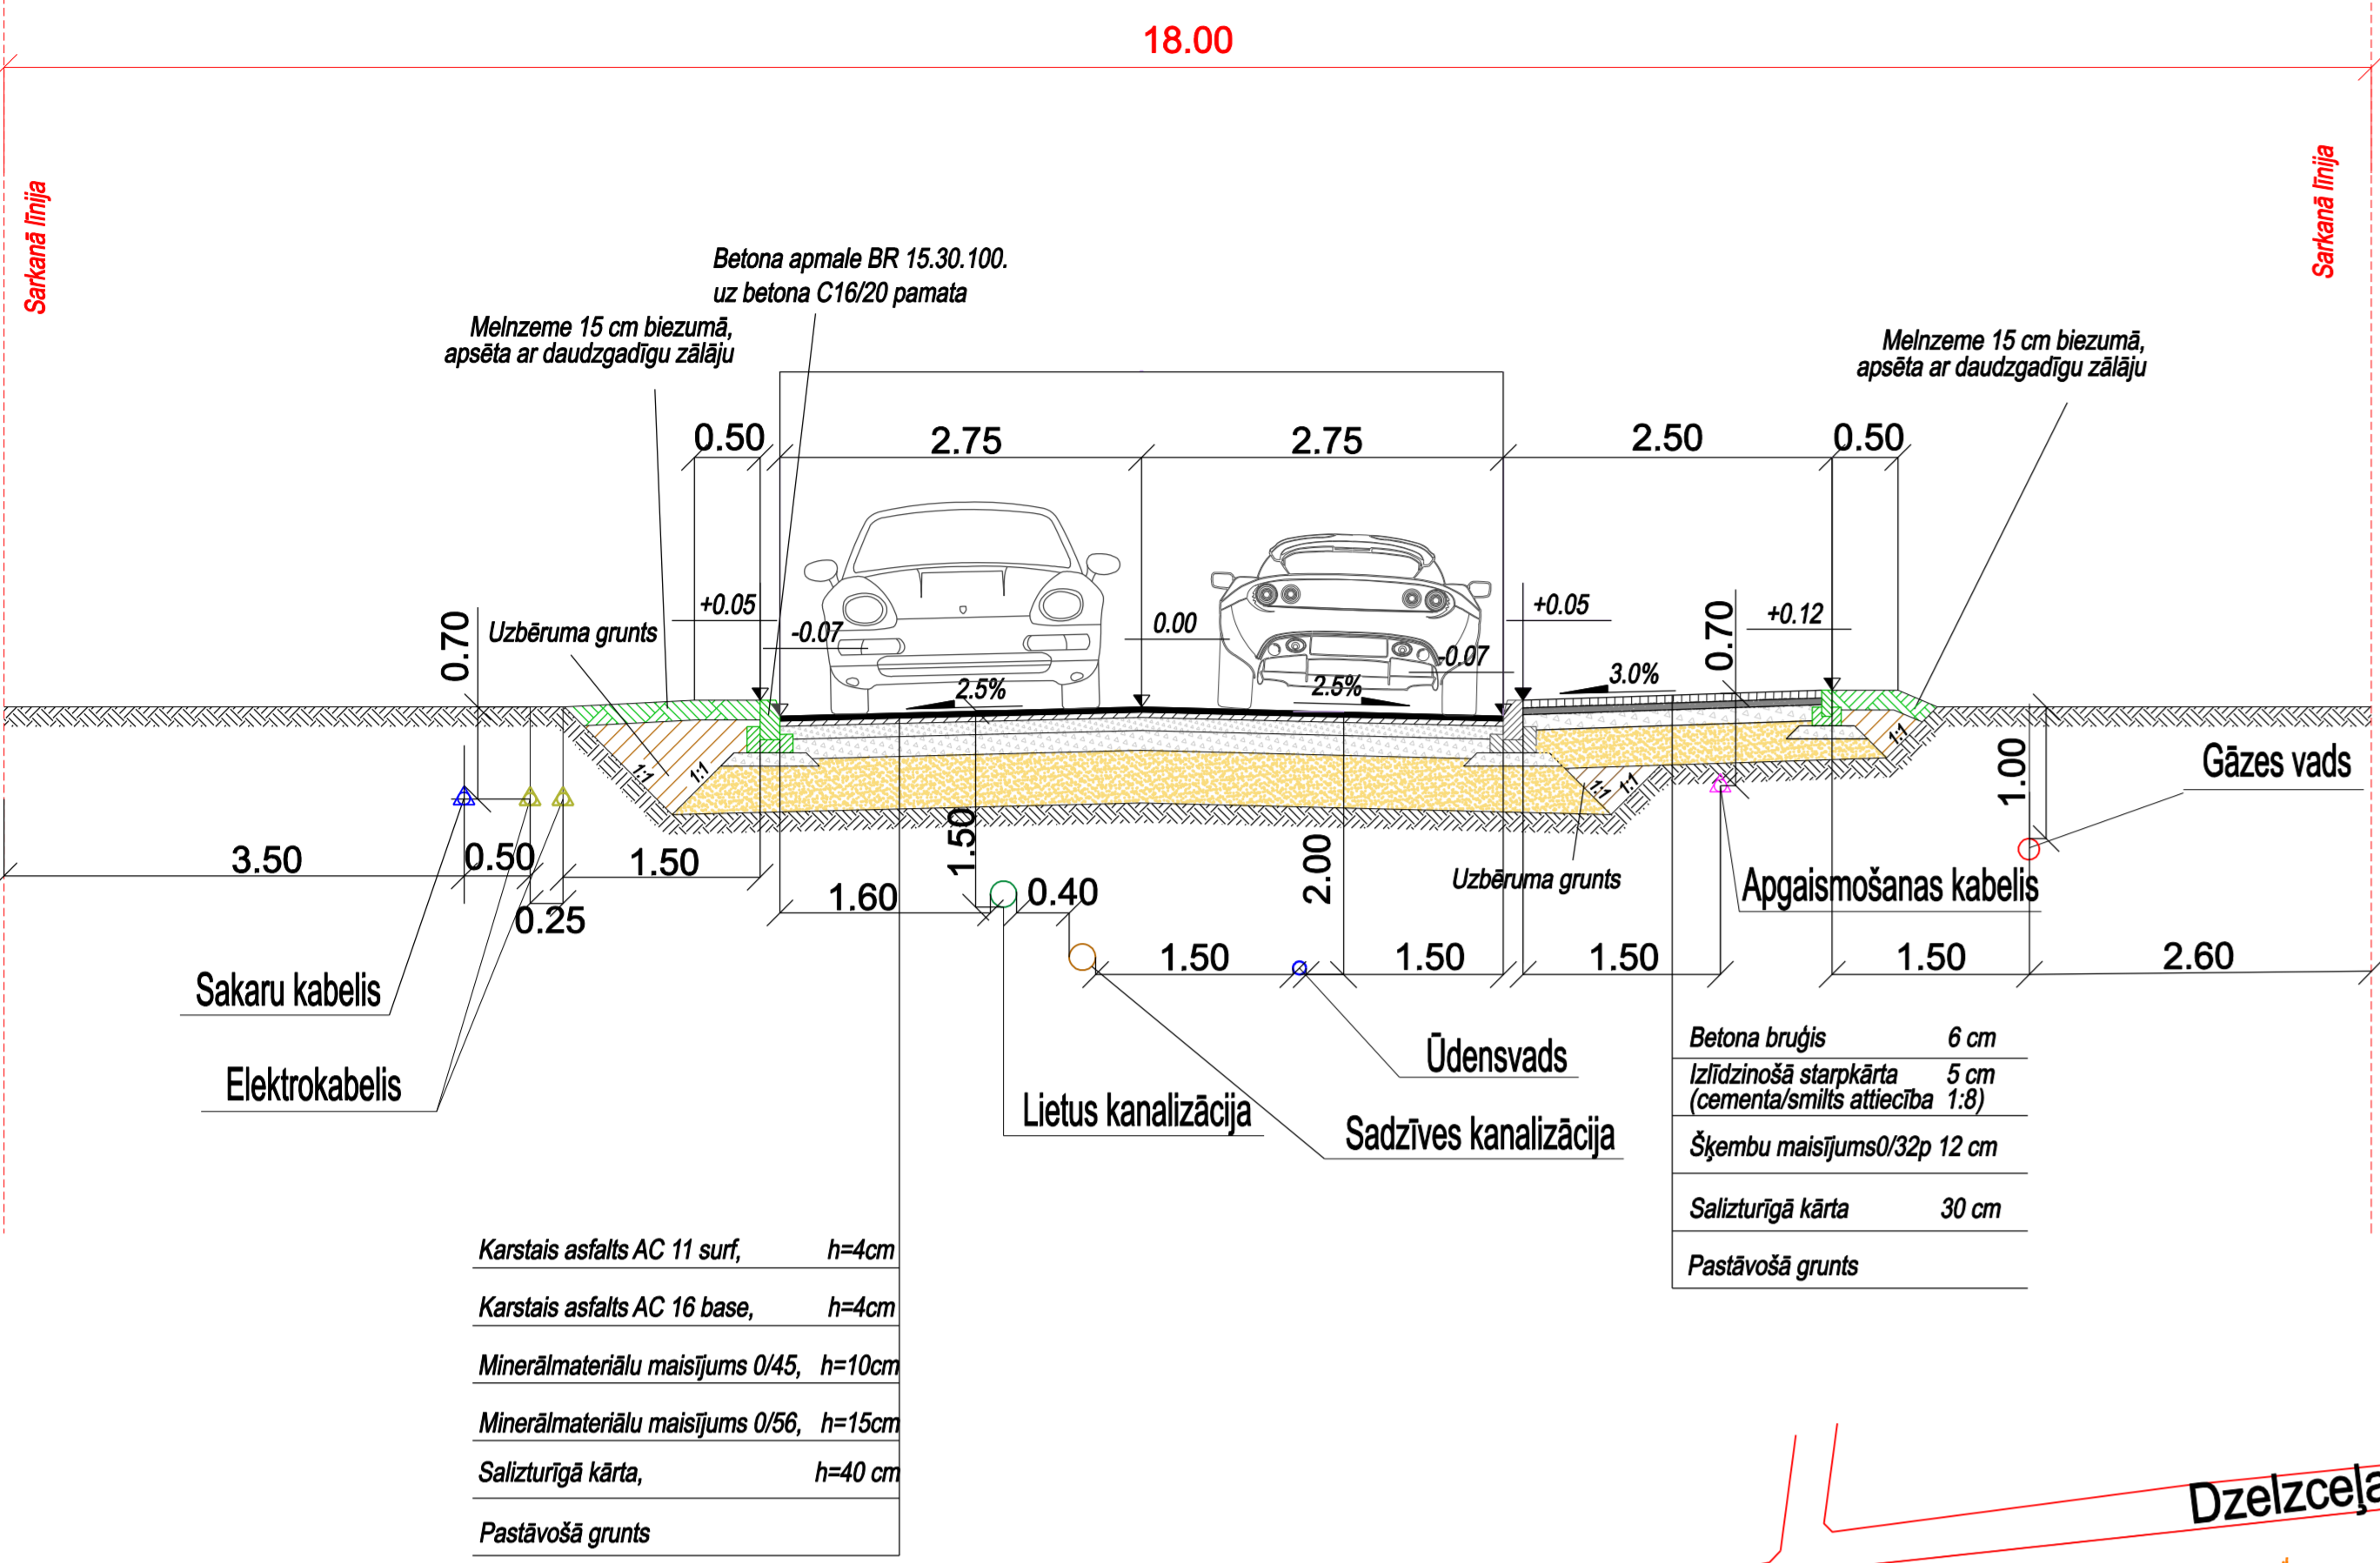 18.00
Sarkanā līnija
Sarkanā līnija
Betona apmale BR 15.30.100.
uz betona C16/20 pamata
Melnzeme 15 cm biezumā,
apsēta ar daudzgadīgu zālāju
Melnzeme 15 cm biezumā,
apsēta ar daudzgadīgu zālāju
0.50
2.75
2.75
2.50
0.50
+0.05
-0.07
0.00
+0.05
-0.07
+0.12
0.70
0.70
Uzbēruma grunts
2.5%
2.5%
3.0%
1:1
1:1
1:1
1:1
1:1
1.00
Gāzes vads
3.50
0.50
1.50
0.25
1.50
1.60
0.40
2.00
Uzbēruma grunts
Apgaismošanas kabelis
1.50
1.50
1.50
1.50
2.60
Sakaru kabelis
Elektrokabelis
Ūdensvads
Lietus kanalizācija
Sadzīves kanalizācija
Betona bruģis 6 cm
Izlīdzinošā starpkārta 5 cm
(cementa/smilts attiecība 1:8)
Šķembu maisījums0/32p 12 cm
Salizturīgā kārta 30 cm
Pastāvošā grunts
Karstais asfalts AC 11 surf, h=4cm
Karstais asfalts AC 16 base, h=4cm
Minerālmateriālu maisījums 0/45, h=10cm
Minerālmateriālu maisījums 0/56, h=15cm
Salizturīgā kārta, h=40 cm
Pastāvošā grunts
Dzelzceļa